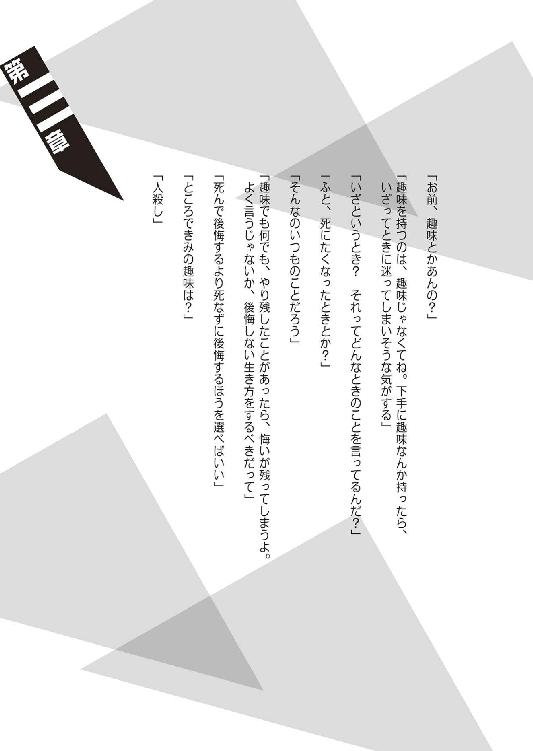 第三章
「お前、趣味とかあんの?」
「趣味を持つのは、趣味じゃなくてね。下手に趣味なんか持ったら、
いざってときに迷ってしまいそうな気がする」
「いざというとき? それってどんなときのことを言ってるんだ?」
「ふと、死にたくなったときとか?」
「そんなのいつものことだろう」
「趣味でも何でも、やり残したことがあったら、悔いが残ってしまうよ。
よく言うじゃないか、後悔しない生き方をするべきだって」
「死んで後悔するより死なずに後悔するほうを選べばいい」
「ところできみの趣味は?」
「人殺し」